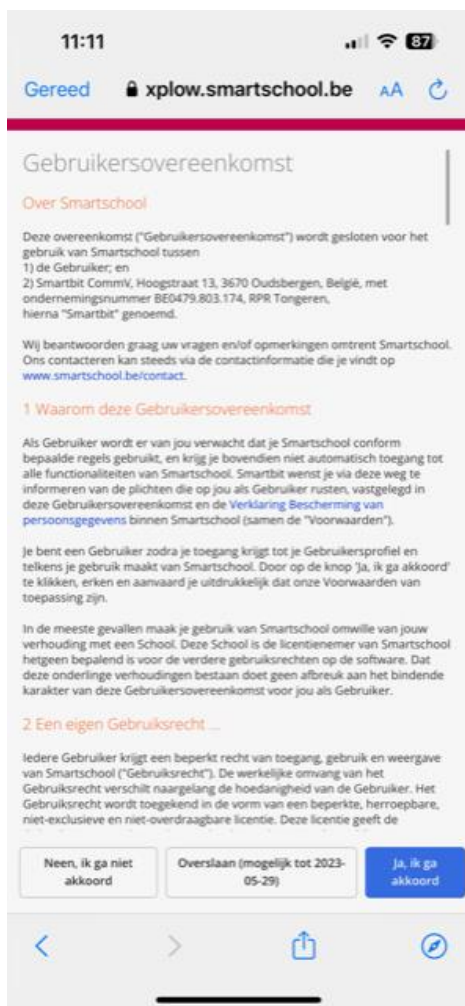 11:11
87
Gereed
xplow.smartschool.be
AA
Gebruikersovereenkomst
Over Smartschool
Deze overeenkomst ("Gebruikersovereenkomst") wordt gesloten voor het
gebruik van Smartschool tussen
1) de Gebruiker; en
2) Smartbit CommV, Hoogstraat 13, 3670 Oudsbergen, België, met
ondernemingsnummer BE0479.803.174, RPR Tongeren,
hierna "Smartbit" genoemd.
Wij beantwoorden graag uw vragen en/of opmerkingen omtrent Smartschool.
Ons contacteren kan steeds via de contactinformatie die je vindt op
www.smartschool.be/contact.
1 Waarom deze Gebruikersovereenkomst
Als Gebruiker wordt er van jou verwacht dat je Smartschool conform
bepaalde regels gebruikt, en krijg je bovendien niet automatisch toegang tot
alle functionaliteiten van Smartschool. Smartbit wenst je via deze weg te
informeren van de plichten die op jou als Gebruiker rusten, vastgelegd in
deze Gebruikersovereenkomst en de Verklaring Bescherming van
persoonsgegevens binnen Smartschool (samen de "Voorwaarden").
Je bent een Gebruiker zodra je toegang krijgt tot je Gebruikersprofiel en
telkens je gebruik maakt van Smartschool. Door op de knop 'Ja, ik ga akkoord'
te klikken, erken en aanvaard je uitdrukkelijk dat onze Voorwaarden van
toepassing zijn.
In de meeste gevallen maak je gebruik van Smartschool omwille van jouw
verhouding met een School. Deze School is de licentienemer van Smartschool
hetgeen bepalend is voor de verdere gebruiksrechten op de software. Dat
deze onderlinge verhoudingen bestaan doet geen afbreuk aan het bindende
karakter van deze Gebruikersovereenkomst voor jou als Gebruiker.
2 Een eigen Gebruiksrecht ...
Iedere Gebruiker krijgt een beperkt recht van toegang, gebruik en weergave
van Smartschool ("Gebruiksrecht"). De werkelijke omvang van het
Gebruiksrecht verschilt naargelang de hoedanigheid van de Gebruiker. Het
Gebruiksrecht wordt toegekend in de vorm van een beperkte, herroepbare,
niet-exclusieve en niet-overdraagbare licentie. Deze licentie geeft de
Neen, ik ga niet
akkoord
Overslaan (mogelijk tot 2023-
05-29)
Ja, ik ga
akkoord